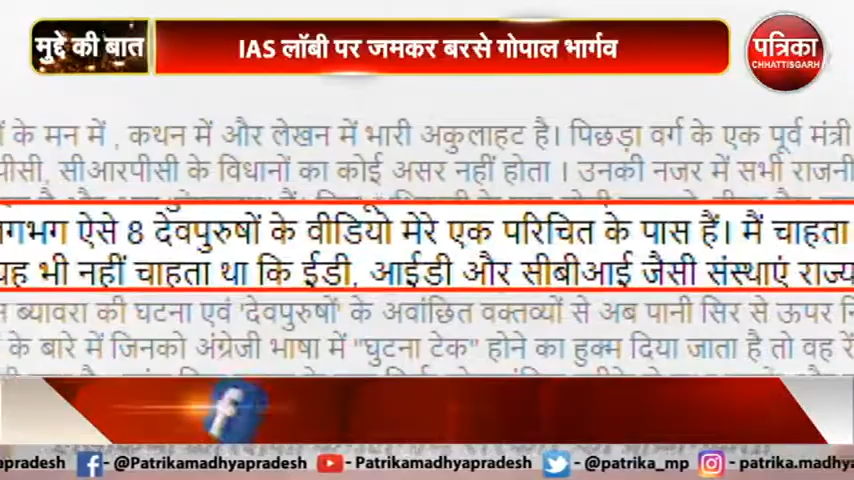 मुद्दे की बात
IAS लॉबी पर जमकर बरसे गोपाल भार्गव
पत्रिका
CHHATTISGARH
के मन में , कथन में और लेखन में भारी अकुलाहट है। पिछड़ा वर्ग के एक पूर्व मंत्री
पीसी, सीआरपीसी के विधानों का कोई असर नहीं होता । उनकी नजर में सभी राजनी
गभग ऐसे 8 देवपुरुषों के वीडियो मेरे एक परिचित के पास हैं। मैं चाहता
यह भी नहीं चाहता था कि ईडी, आईडी और सीबीआई जैसी संस्थाएं राज्य
ब्यावरा की घटना एवं 'देवपुरुषों' के अवांछित वक्तव्यों से अब पानी सिर से ऊपर नि
के बारे में जिनको अंग्रेजी भाषा में "घुटना टेक" होने का हुक्म दिया जाता है तो वह रें
apradesh f - @Patrikamadhyapradesh - Patrikamadhyapradesh - @patrika_mp - patrika.madhya